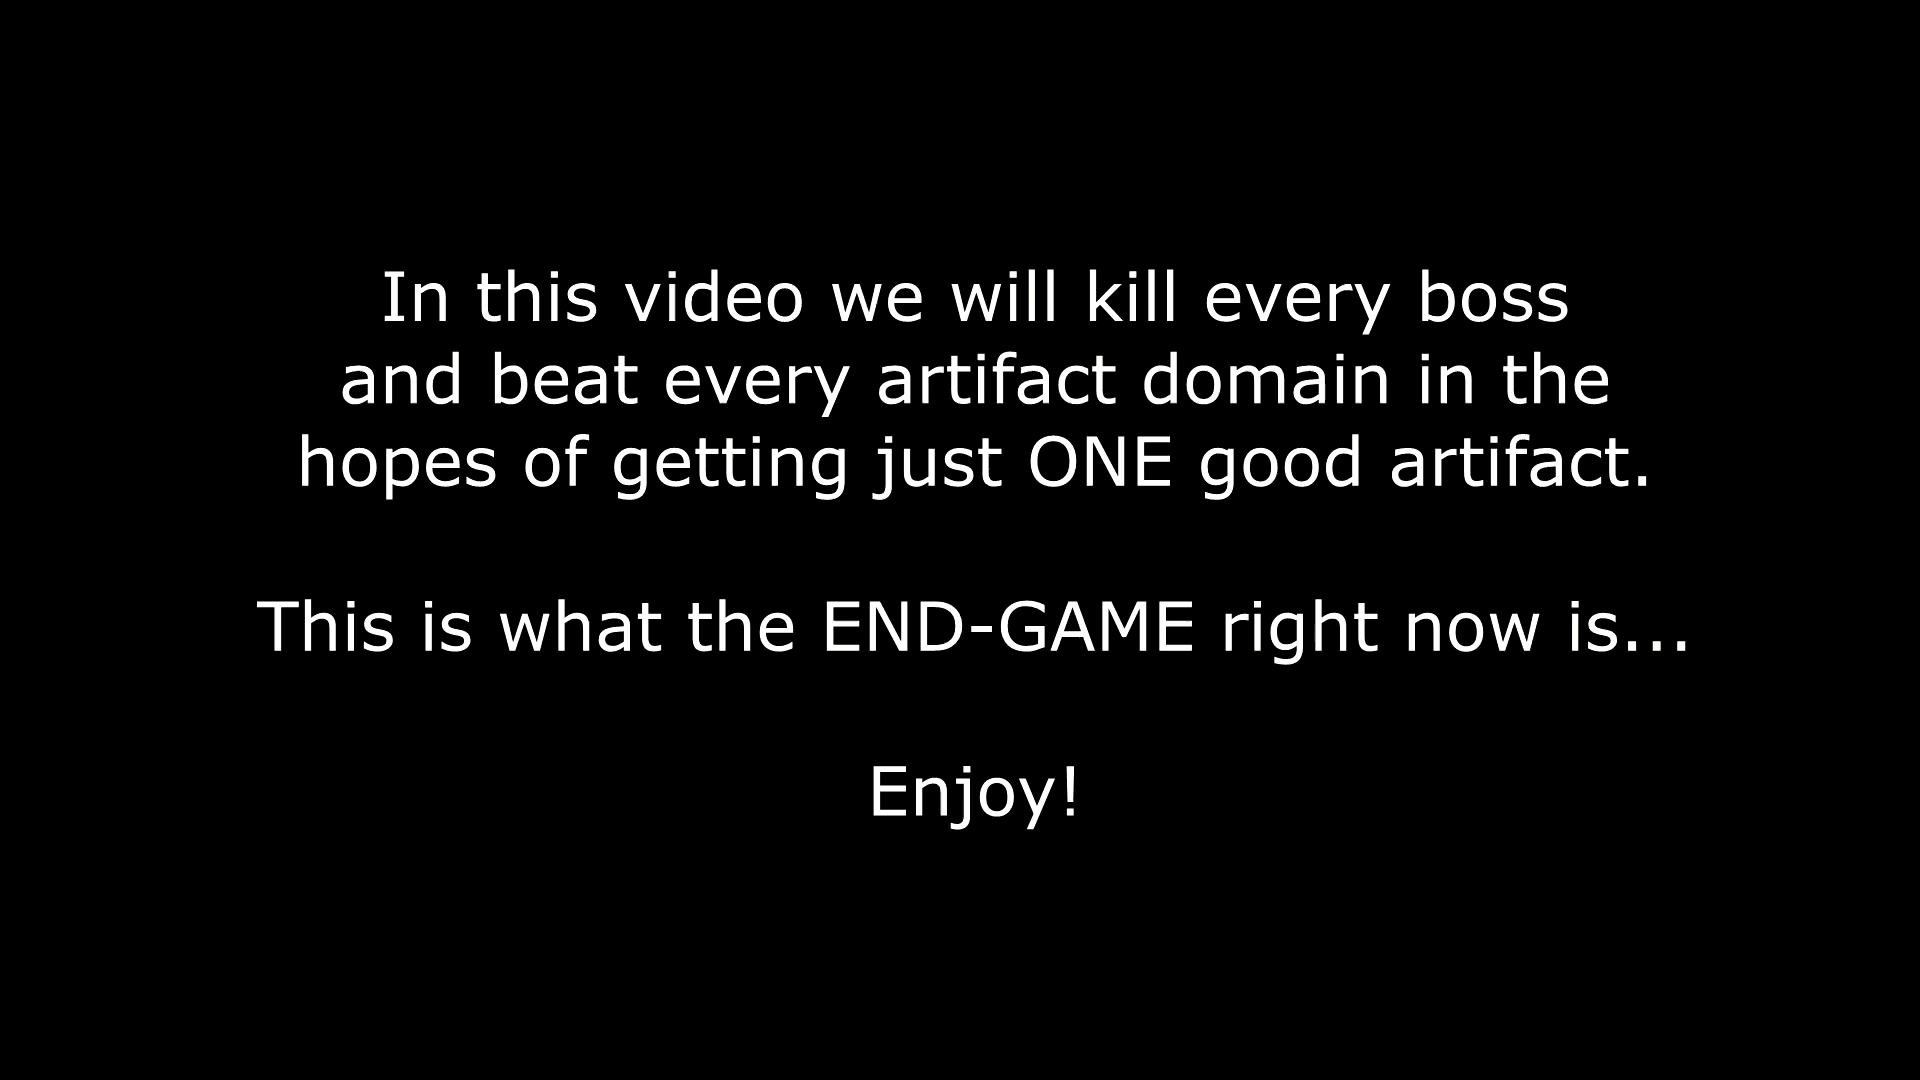 In this video we will kill every boss
and beat every artifact domain in the
hopes of getting just ONE good artifact.
This is what the END-GAME right now is...
Enjoy!